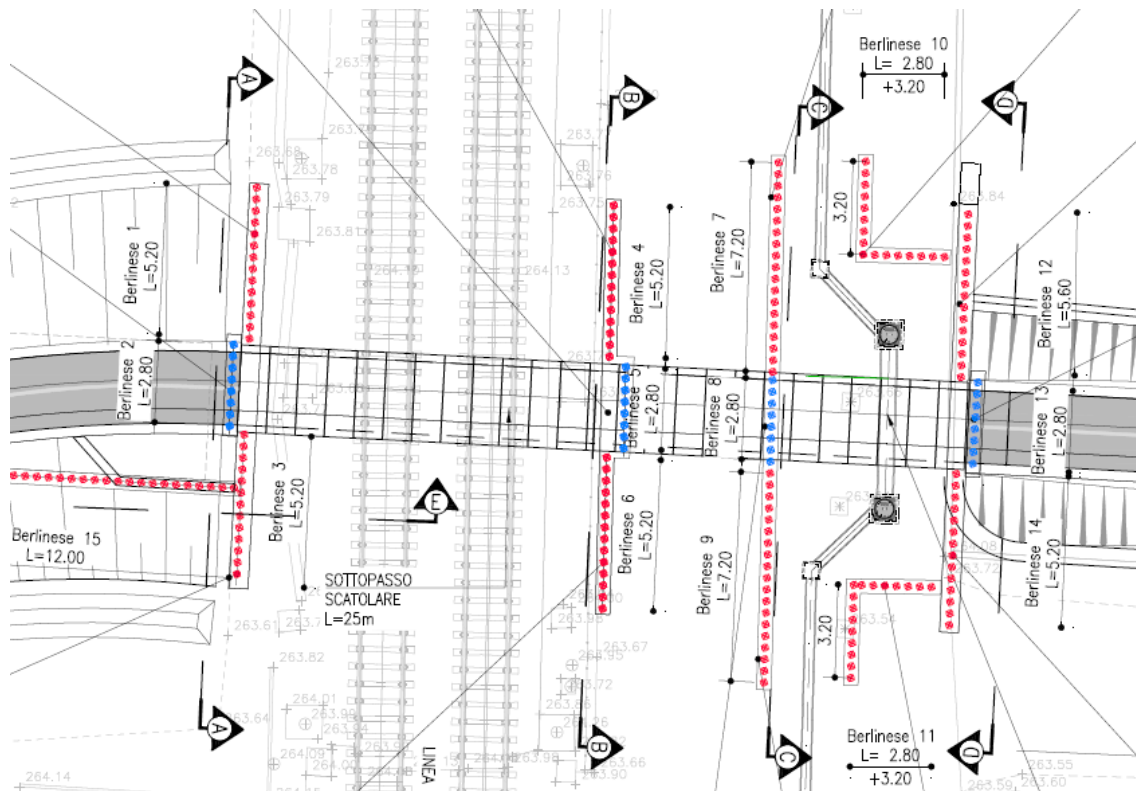 Berlinese 10
L= 2.80
+3.20
A
B
C
D
263.68
263.78
263.79
263.81
263.84
264.13
3.20
Berlinese 1
L=5.20
Berlinese 4
L=5.20
Berlinese 7
L=7.20
Berlinese 12
L=5.60
Berlinese 2
L=2.80
Berlinese 5
L=2.80
Berlinese 8
L=2.80
Berlinese 13
L=2.80
Berlinese 3
L=5.20
E
Berlinese 6
L=5.20
Berlinese 9
L=7.20
Berlinese 14
L=5.20
Berlinese 15
L=12.00
SOTTOPASSO
SCATOLARE
L=25m
3.20
263.54
263.61
263.67
263.82
263.64
264.01
264.09
264.14
263.66
263.90
263.55
263.59
263.60
LINEA
A
B
C
D
Berlinese 11
L= 2.80
+3.20